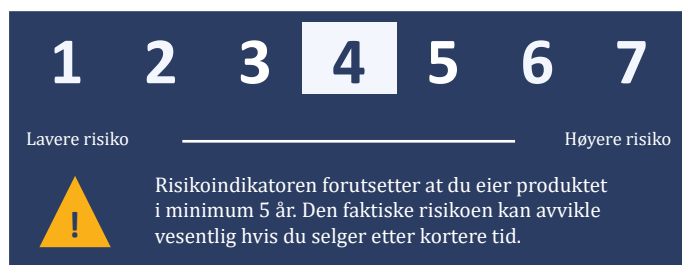 1 2 3 4 5 6 7
Lavere risiko Høyere risiko
Risikoindikatoren forutsetter at du eier produktet
i minimum 5 år. Den faktiske risikoen kan avvikle
vesentlig hvis du selger etter kortere tid.
!